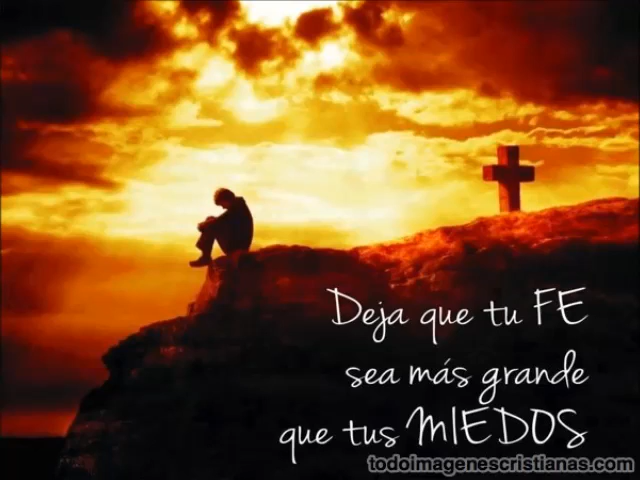 Deja que tu FE
sea más grande
que tus MIEDOS
todoimagenescristianas.com